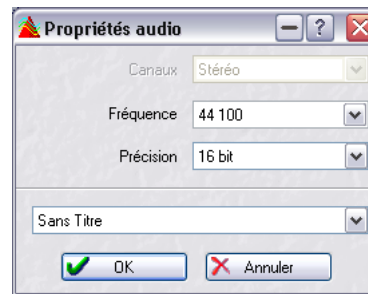 Propriétés audio
Canaux Stéréo
Fréquence 44 100
Précision 16 bit
Sans Titre
OK Annuler